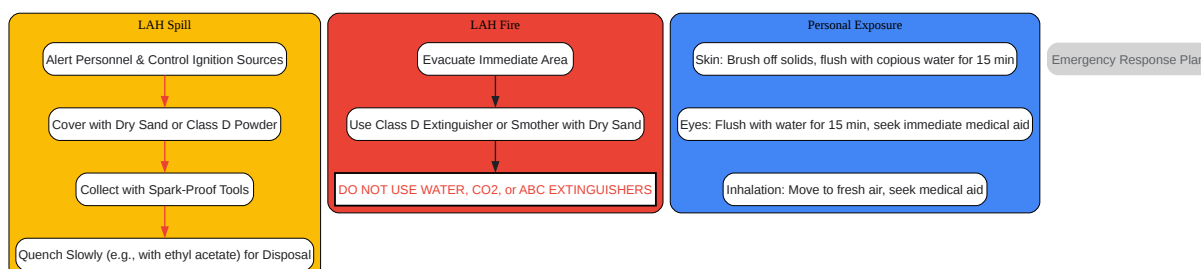 LAH Spill
Alert Personnel & Control Ignition Sources
Cover with Dry Sand or Class D Powder
Collect with Spark-Proof Tools
Quench Slowly (e.g., with ethyl acetate) for Disposal
LAH Fire
Evacuate Immediate Area
Use Class D Extinguisher or Smother with Dry Sand
DO NOT USE WATER, CO2, or ABC EXTINGUISHERS
Personal Exposure
Skin: Brush off solids, flush with copious water for 15 min
Eyes: Flush with water for 15 min, seek immediate medical aid
Inhalation: Move to fresh air, seek medical aid
Emergency Response Plan